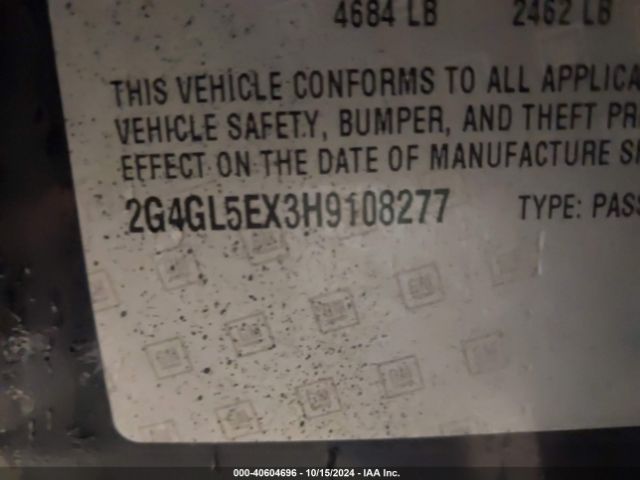 4684 LB 2462 LB
THIS VEHICLE CONFORMS TO ALL APPLICA
VEHICLE SAFETY, BUMPER, AND THEFT PR
EFFECT ON THE DATE OF MANUFACTURE S
2G4GL5EX3H9108277 TYPE: PASS
000-40604696 - 10/15/2024 - IAA Inc.